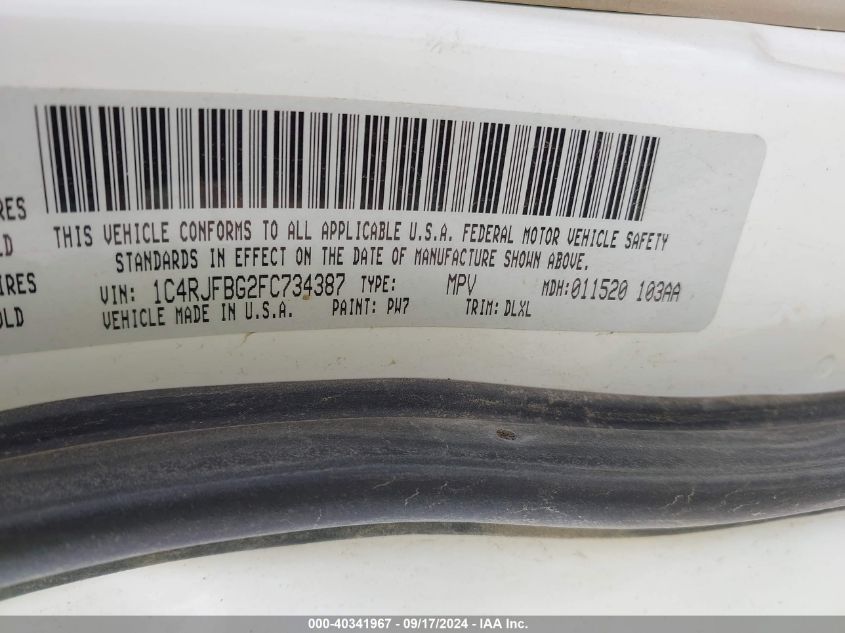 RES
LD
IRES
OLD
THIS VEHICLE CONFORMS TO ALL APPLICABLE U.S.A. FEDERAL MOTOR VEHICLE SAFETY
STANDARDS IN EFFECT ON THE DATE OF MANUFACTURE SHOWN ABOVE.
VIN: 1C4RJFBG2FC734387 TYPE: MPV MDH:011520 103AA
VEHICLE MADE IN U.S.A. PAINT: PW7 TRIM: DLXL
000-40341967 - 09/17/2024 - IAA Inc.